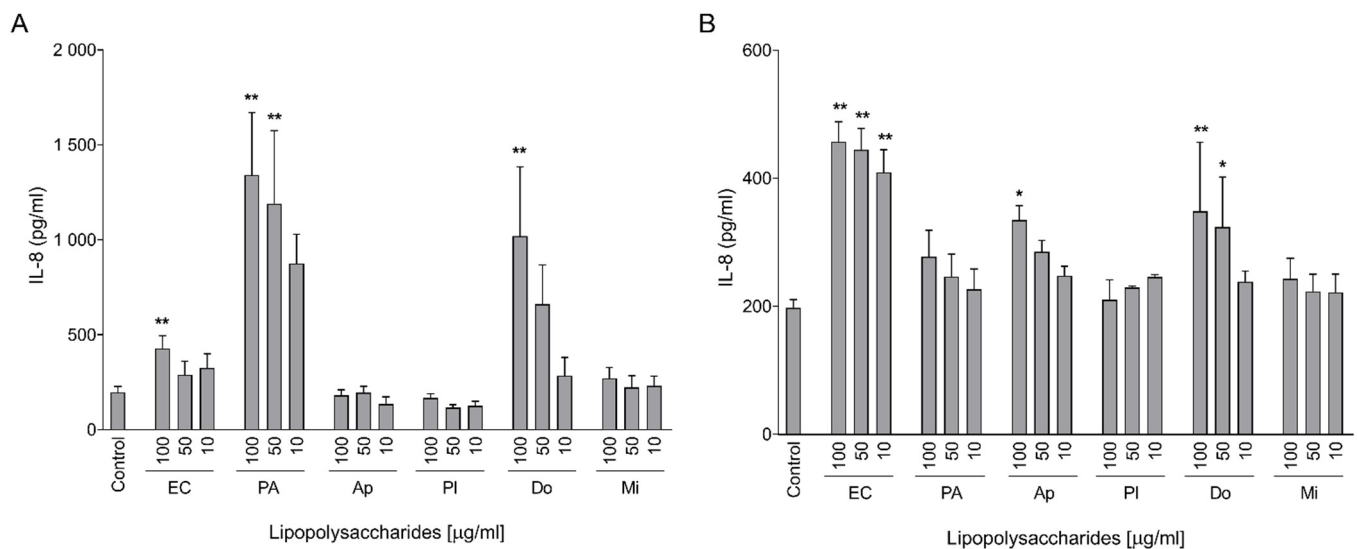 A
2 000
1 500
1 000
500
0
IL-8 (pg/ml)
** ** ** **
Control 100 50 10 100 50 10 100 50 10 100 50 10 100 50 10 100 50 10
EC PA Ap Pl Do Mi
Lipopolysaccharides [μg/ml]
B
600
400
200
0
IL-8 (pg/ml)
** ** ** * ** *
Control 100 50 10 100 50 10 100 50 10 100 50 10 100 50 10 100 50 10
EC PA Ap Pl Do Mi
Lipopolysaccharides [μg/ml]